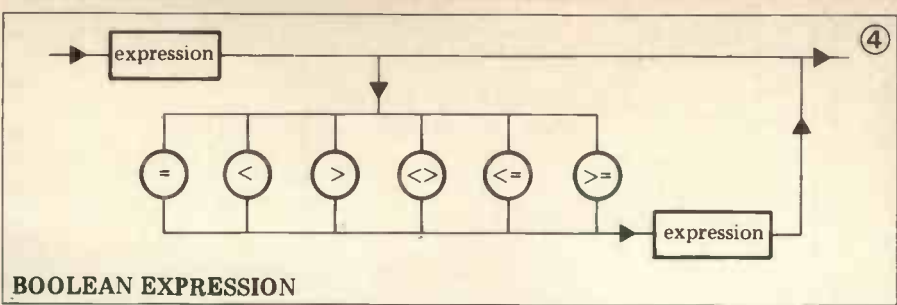 ④
expression
= < > <> <= >=
expression
BOOLEAN EXPRESSION